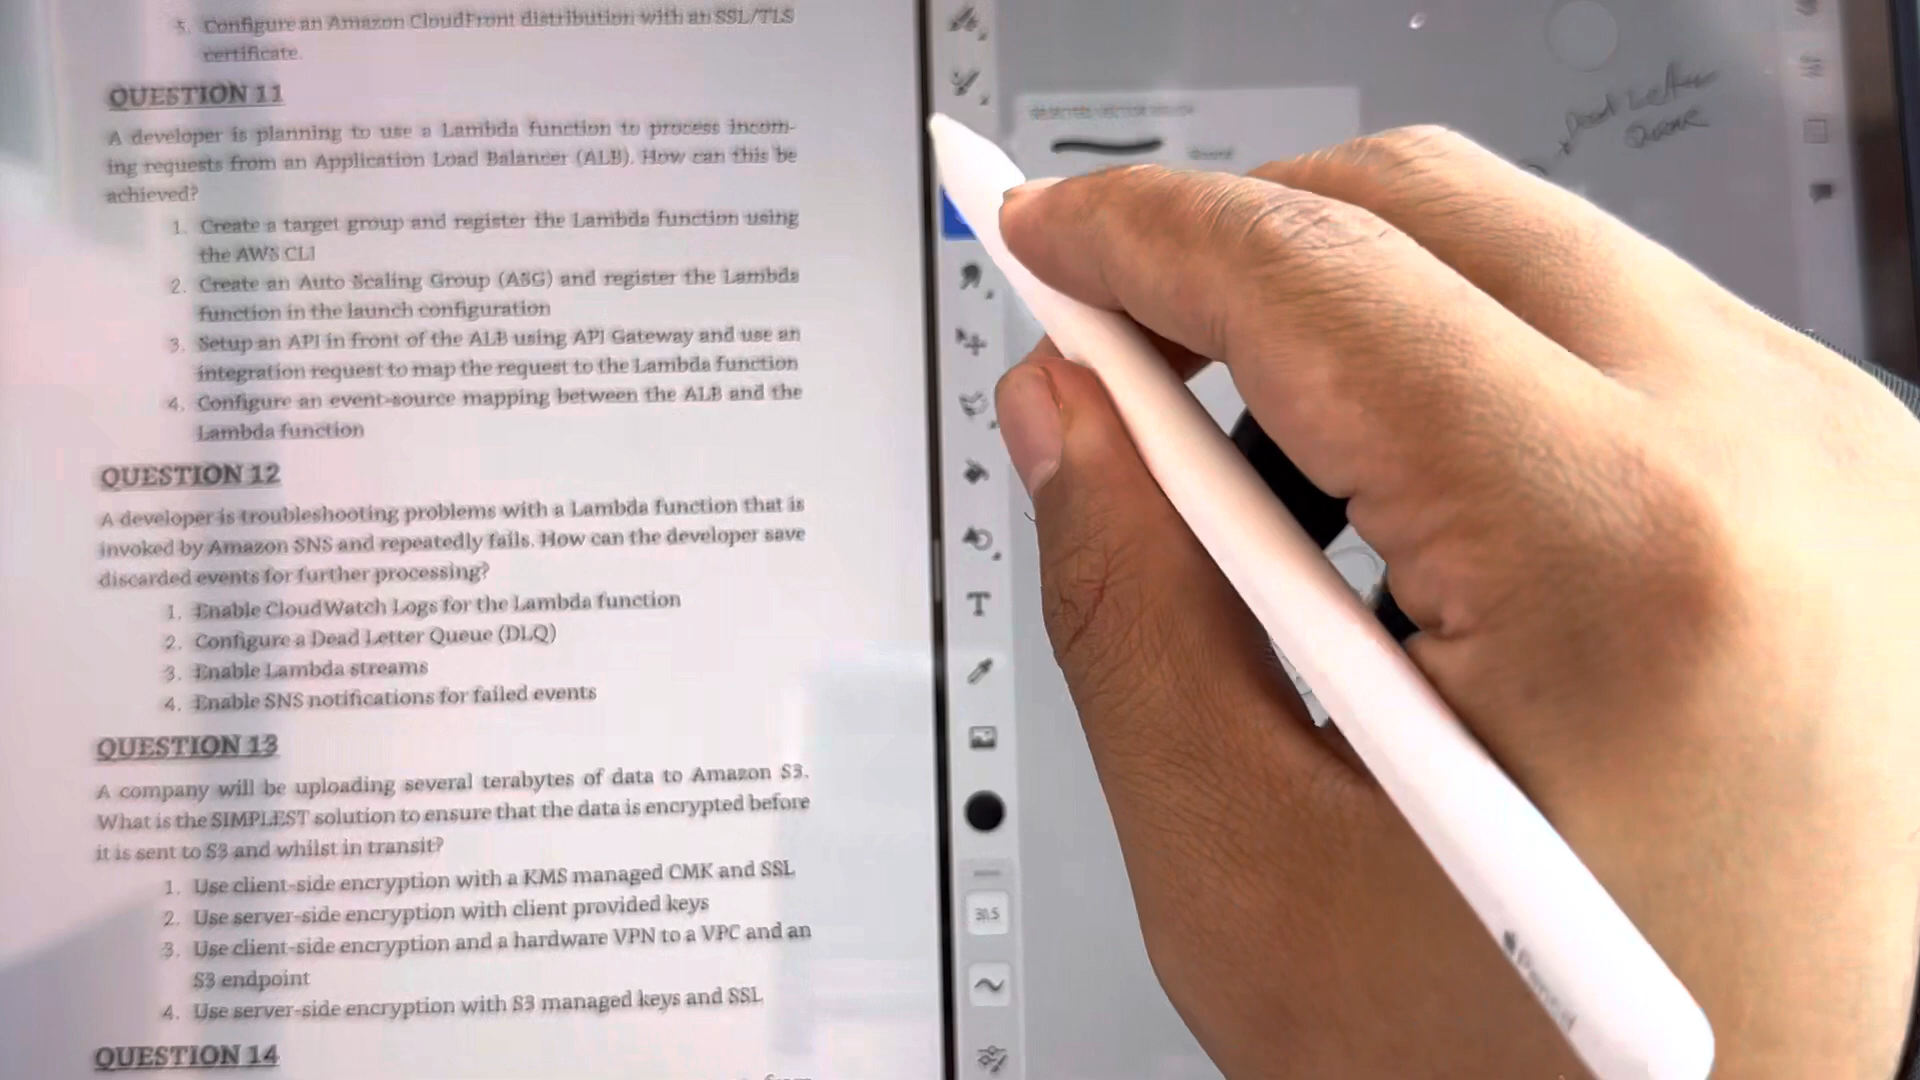 5. Configure an Amazon CloudFront distribution with an SSL/TLS
certificate.
QUESTION 11
A developer is planning to use a Lambda function to process incom-
ing requests from an Application Load Balancer (ALB). How can this be
achieved?
1. Create a target group and register the Lambda function using
the AWS CLI
2. Create an Auto Scaling Group (ASG) and register the Lambda
function in the launch configuration
3. Setup an API in front of the ALB using API Gateway and use an
integration request to map the request to the Lambda function
4. Configure an event-source mapping between the ALB and the
Lambda function
QUESTION 12
A developer is troubleshooting problems with a Lambda function that is
invoked by Amazon SNS and repeatedly fails. How can the developer save
discarded events for further processing?
1. Enable CloudWatch Logs for the Lambda function
2. Configure a Dead Letter Queue (DLQ)
3. Enable Lambda streams
4. Enable SNS notifications for failed events
QUESTION 13
A company will be uploading several terabytes of data to Amazon S3.
What is the SIMPLEST solution to ensure that the data is encrypted before
it is sent to S3 and whilst in transit?
1. Use client-side encryption with a KMS managed CMK and SSL
2. Use server-side encryption with client provided keys
3. Use client-side encryption and a hardware VPN to a VPC and an
S3 endpoint
4. Use server-side encryption with S3 managed keys and SSL
QUESTION 14
T
30.5
Dead Letter
Queue
Pencil